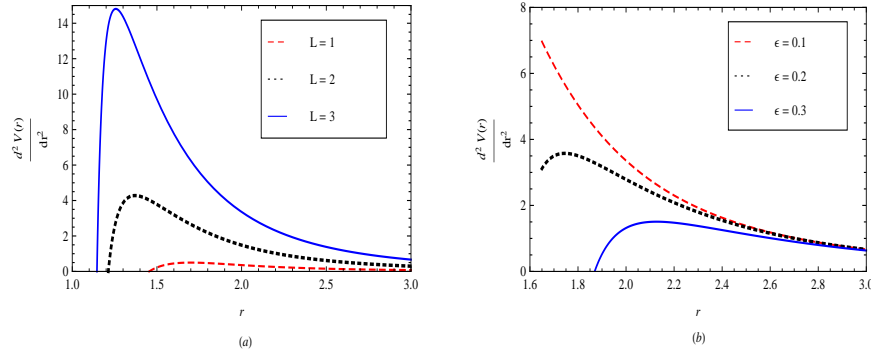 14
12
10
8
6
4
2
0
d² V(r)
dr²
L = 1
L = 2
L = 3
1.0 1.5 2.0 2.5 3.0
r
(a)
8
6
4
2
0
d² V(r)
dr²
ϵ = 0.1
ϵ = 0.2
ϵ = 0.3
1.6 1.8 2.0 2.2 2.4 2.6 2.8 3.0
r
(b)